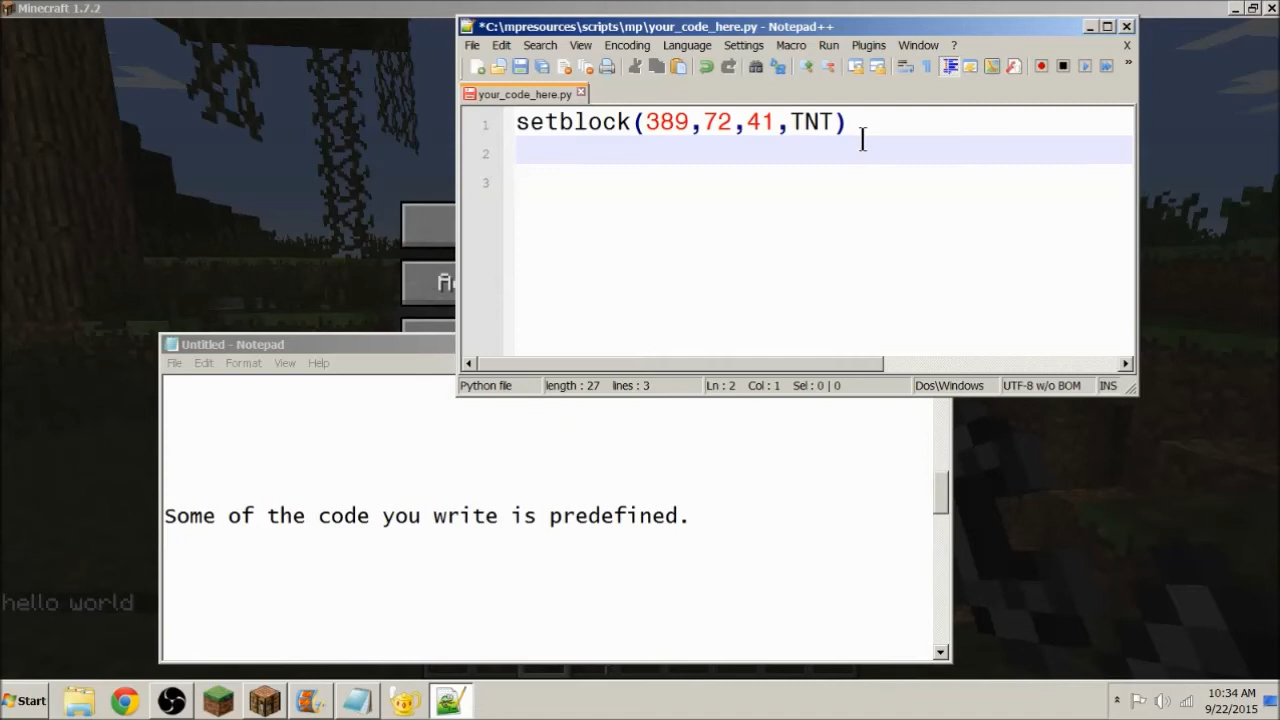 Minecraft 1.7.2
*C:\mpresources\scripts\mp\your_code_here.py - Notepad++
File Edit Search View Encoding Language Settings Macro Run Plugins Window ? X
your_code_here.py
1 setblock(389,72,41,TNT)
2
3
Python file length : 27 lines : 3 Ln : 2 Col : 1 Sel : 0 | 0 Dos\Windows UTF-8 w/o BOM INS
Untitled - Notepad
File Edit Format View Help
Some of the code you write is predefined.
hello world
Start
10:34 AM
9/22/2015